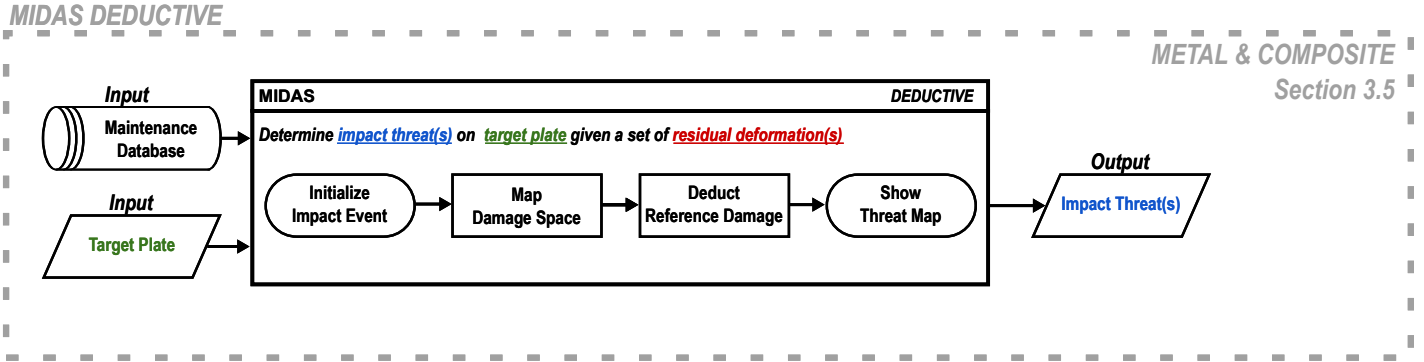 MIDAS DEDUCTIVE
METAL & COMPOSITE
Section 3.5
Input
Maintenance
Database
Input
Target Plate
MIDAS
DEDUCTIVE
Determine impact threat(s) on target plate given a set of residual deformation(s)
Initialize
Impact Event
Map
Damage Space
Deduct
Reference Damage
Show
Threat Map
Output
Impact Threat(s)